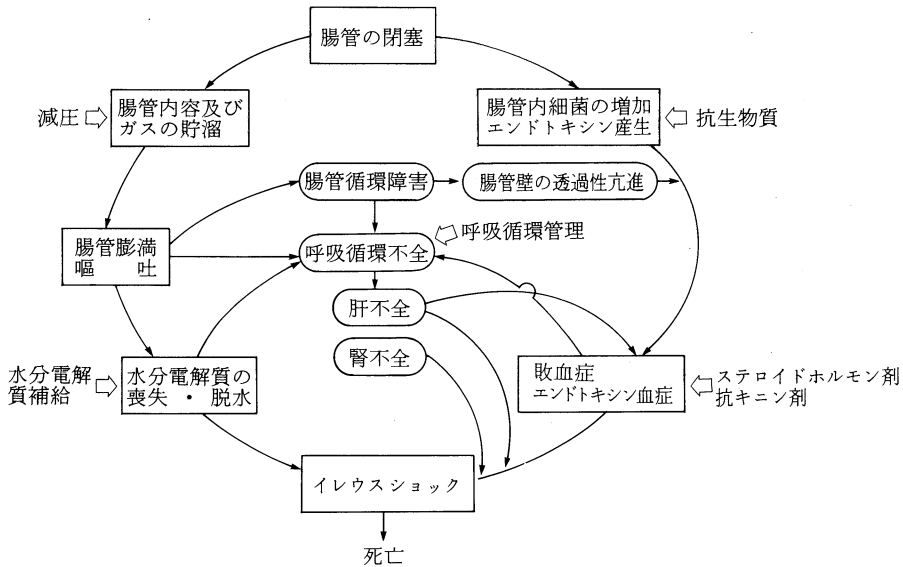 腸管の閉塞
減圧
腸管内容及び
ガスの貯溜
腸管内細菌の増加
エンドトキシン産生
抗生物質
腸管循環障害
腸管壁の透過性亢進
腸管膨満
嘔吐
呼吸循環不全
呼吸循環管理
肝不全
腎不全
水分電解
質補給
水分電解質の
喪失・脱水
敗血症
エンドトキシン血症
ステロイドホルモン剤
抗キニン剤
イレウスショック
死亡